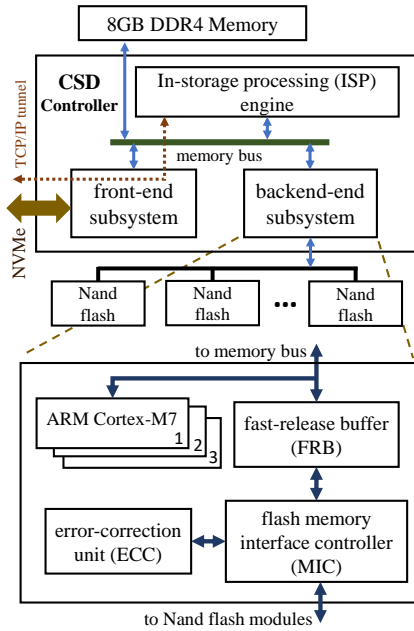 8GB DDR4 Memory
CSD
Controller
In-storage processing (ISP)
engine
TCP/IP tunnel
memory bus
front-end
subsystem
backend-end
subsystem
NVMe
Nand
flash
Nand
flash
...
Nand
flash
to memory bus
ARM Cortex-M7
1
2
3
fast-release buffer
(FRB)
error-correction
unit (ECC)
flash memory
interface controller
(MIC)
to Nand flash modules